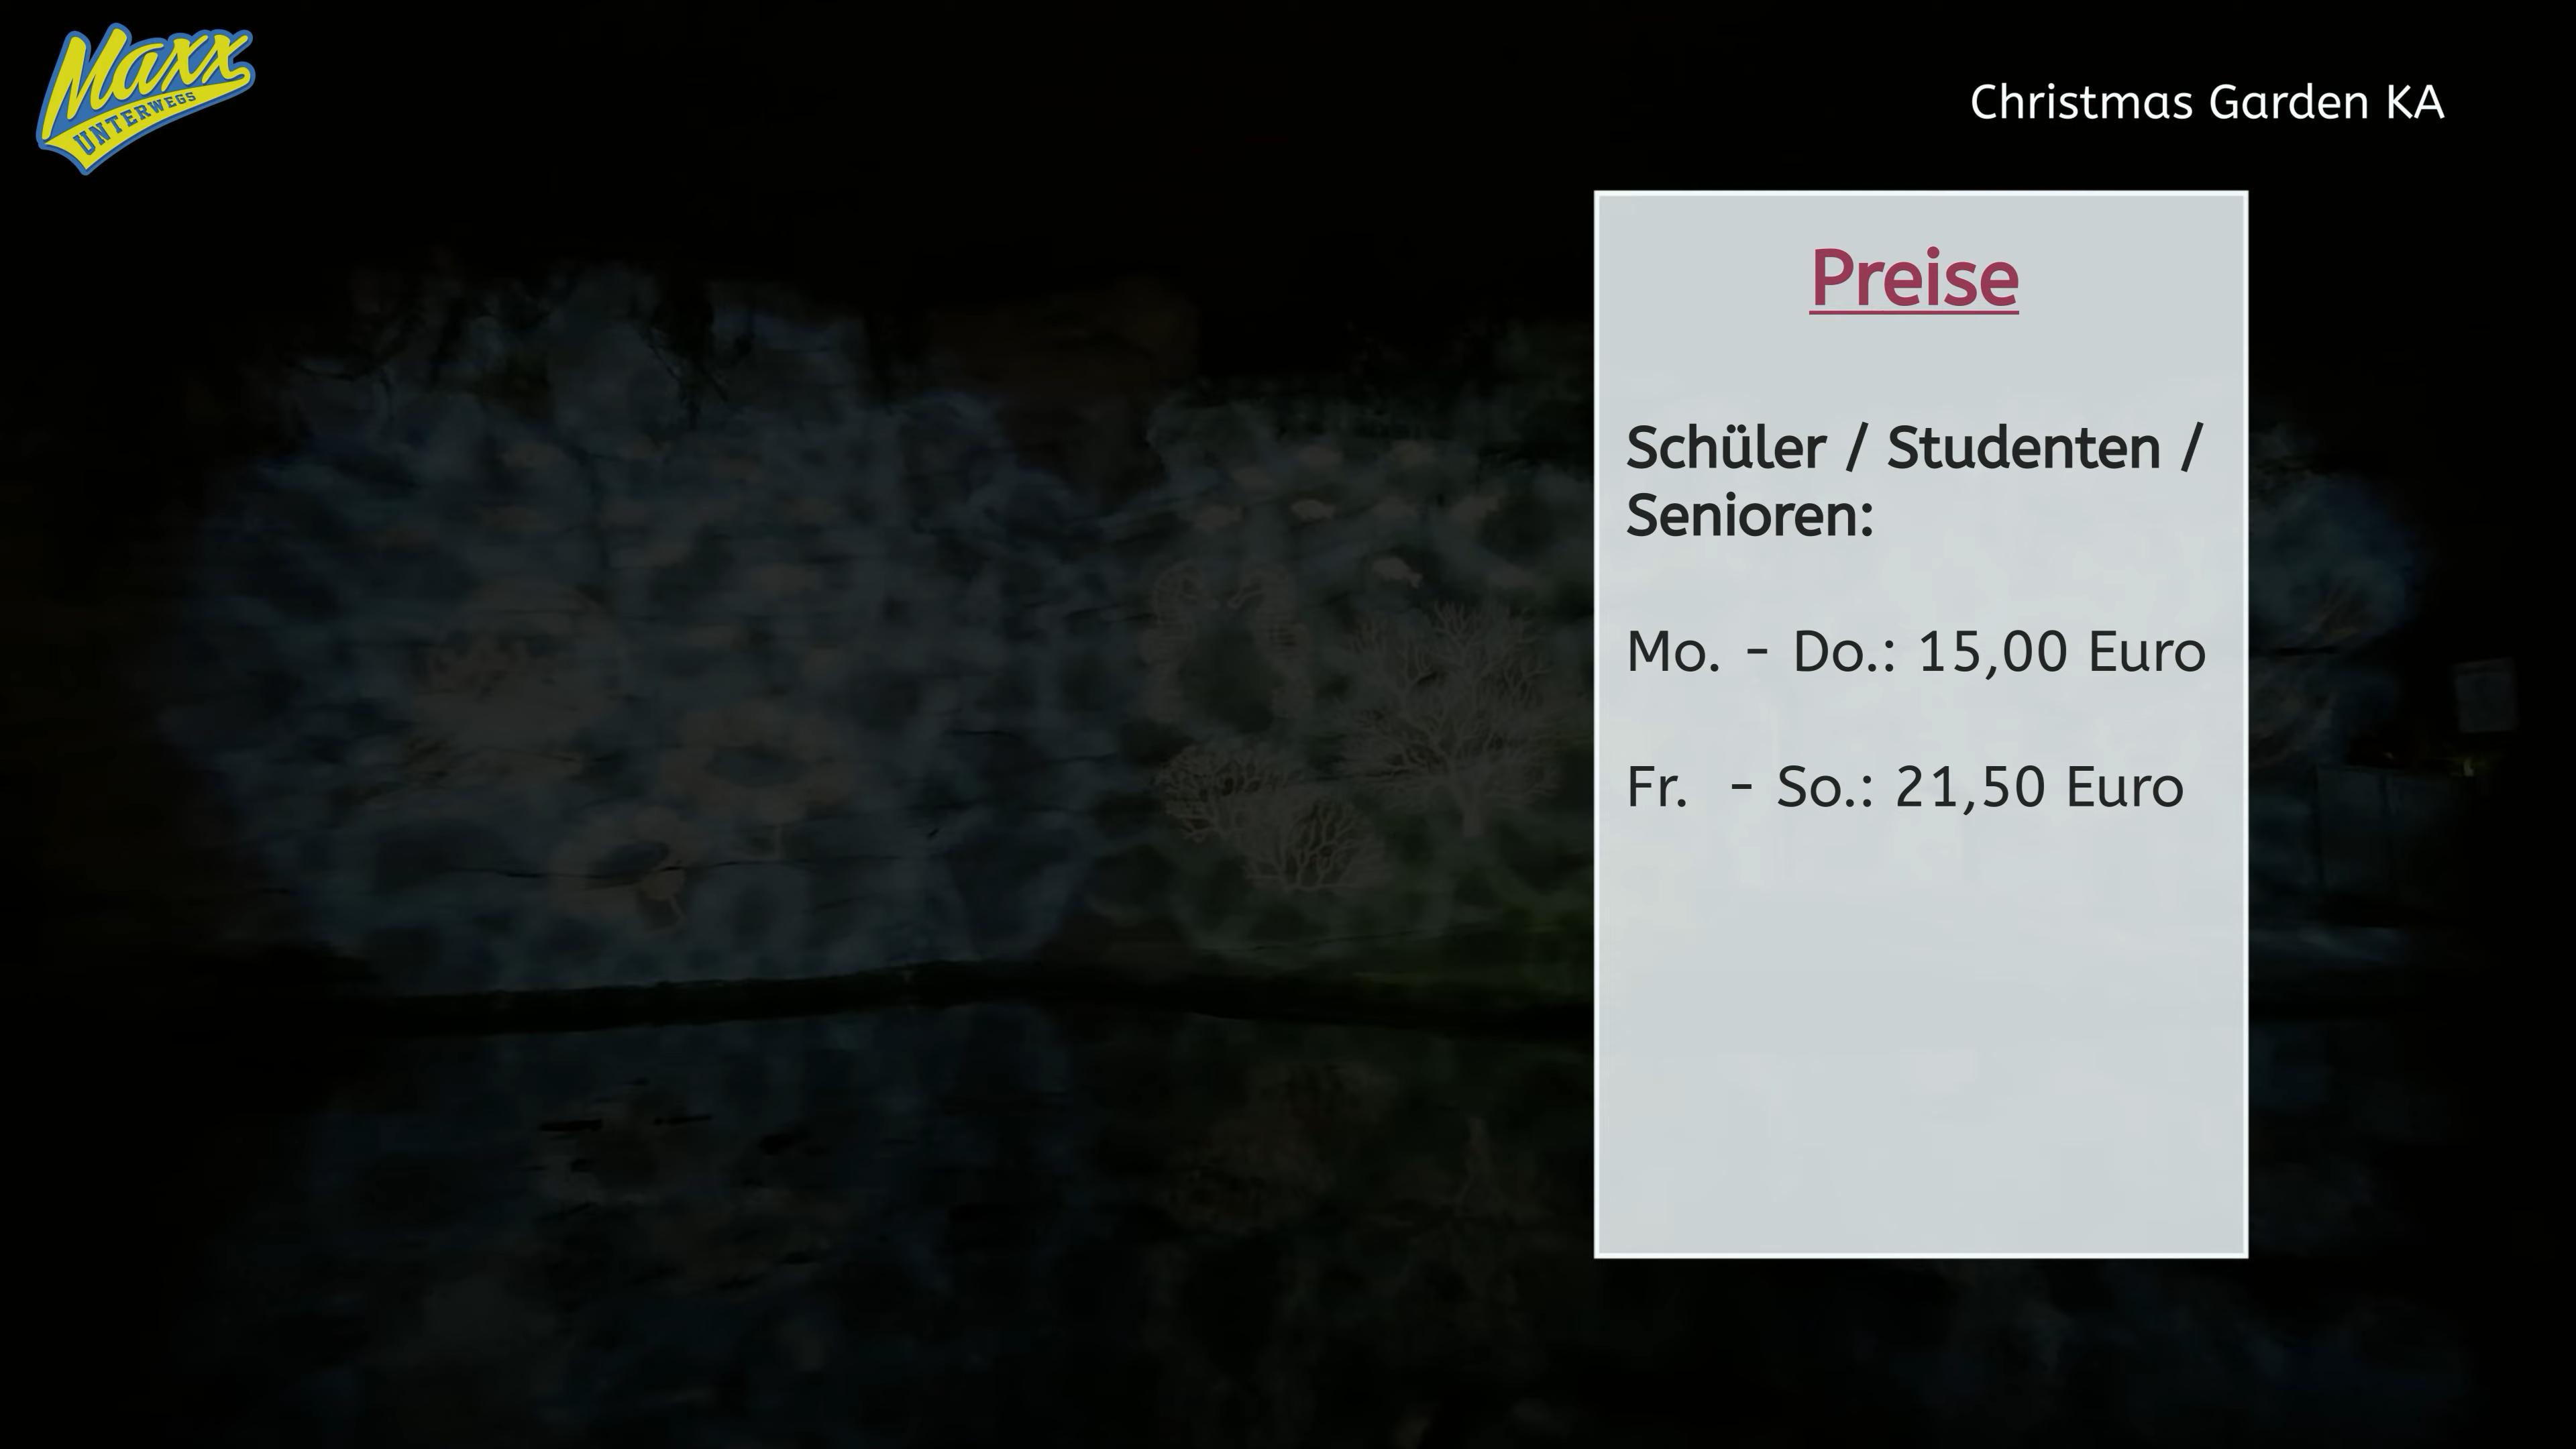 Maxx
UNTERWEGS
Christmas Garden KA
Preise
Schüler / Studenten /
Senioren:
Mo. - Do.: 15,00 Euro
Fr. - So.: 21,50 Euro